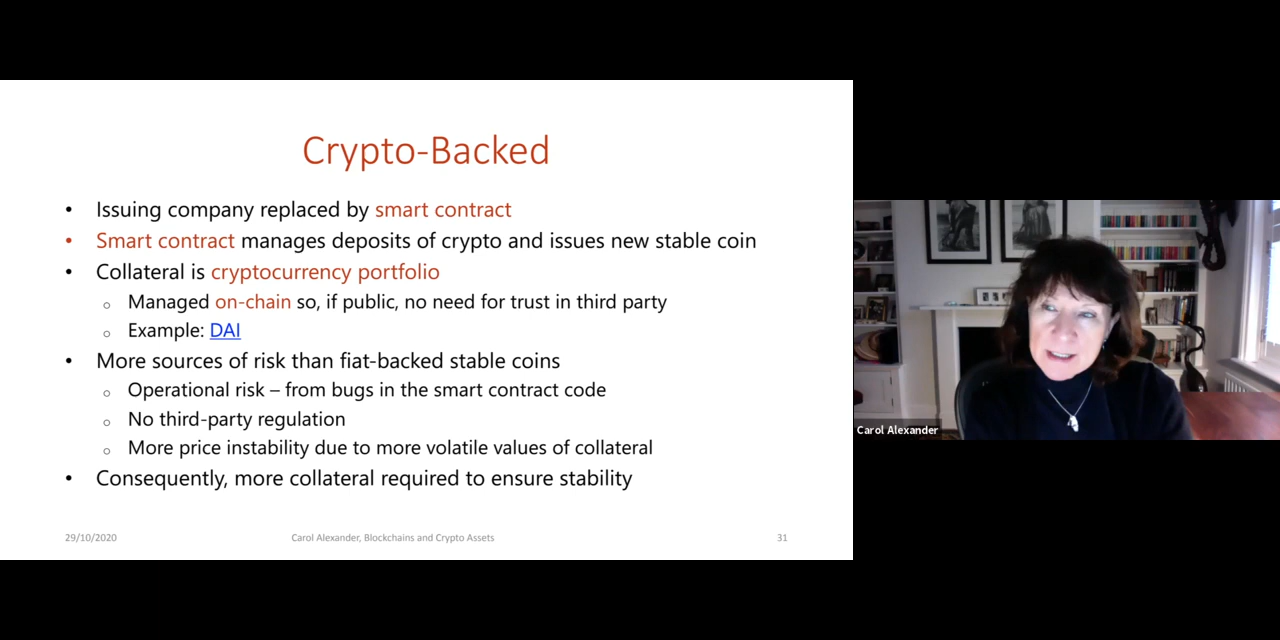 Crypto-Backed
• Issuing company replaced by smart contract
• Smart contract manages deposits of crypto and issues new stable coin
• Collateral is cryptocurrency portfolio
○ Managed on-chain so, if public, no need for trust in third party
○ Example: DAI
• More sources of risk than fiat-backed stable coins
○ Operational risk – from bugs in the smart contract code
○ No third-party regulation
○ More price instability due to more volatile values of collateral
• Consequently, more collateral required to ensure stability
29/10/2020
Carol Alexander, Blockchains and Crypto Assets
31
Carol Alexander